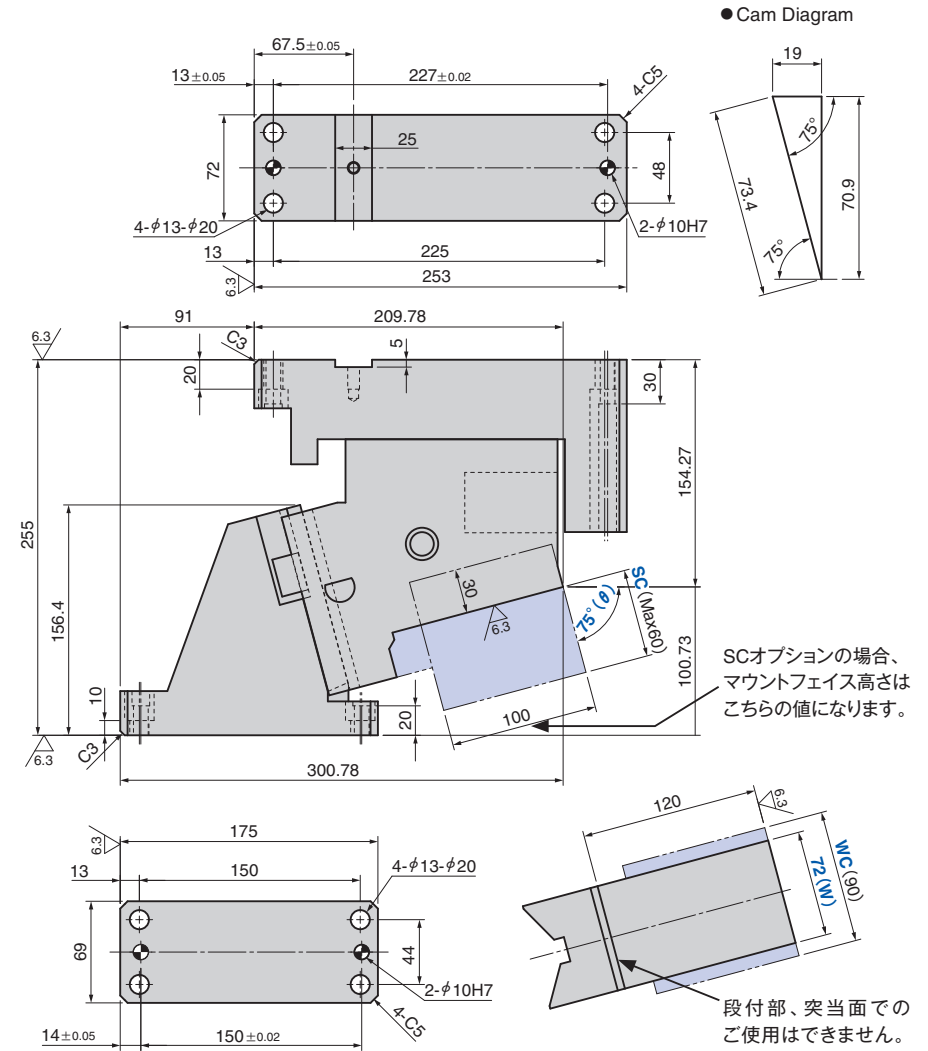 ●Cam Diagram
67.5±0.05
13±0.05
227±0.02
4-C5
25
72
48
4-φ13-φ20
2-φ10H7
13
225
253
6.3
19
75°
73.4
70.9
75°
91
209.78
6.3
C3
5
20
30
154.27
255
156.4
30
6.3
75°(θ)
SC(Max60)
100.73
10
20
100
C3
6.3
300.78
SCオプションの場合、
マウントフェイス高さは
こちらの値になります。
175
6.3
13
150
4-φ13-φ20
69
44
2-φ10H7
4-C5
14±0.05
150±0.02
120
6.3
WC(90)
72(W)
段付部、突当面での
ご使用はできません。